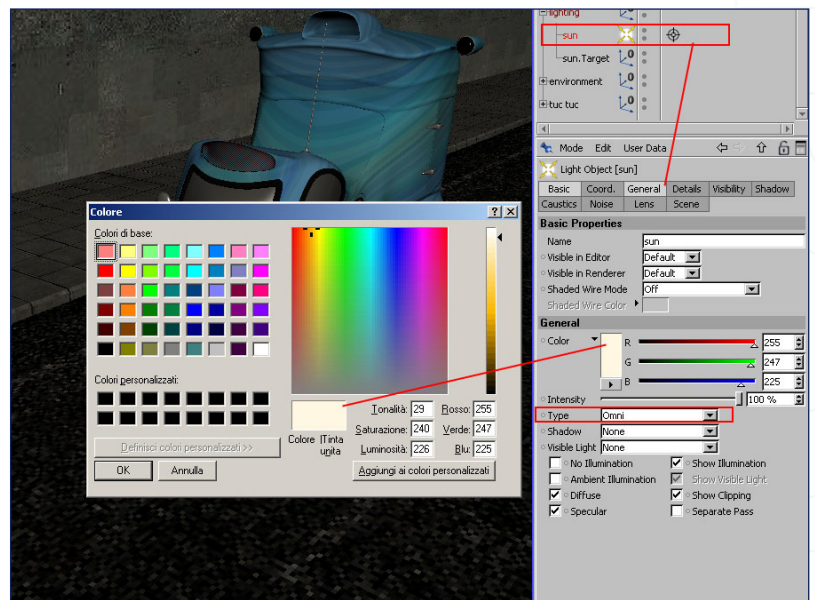 lighting
sun
sun.Target
environment
tuc tuc
Mode Edit User Data
Light Object [sun]
Basic Coord. General Details Visibility Shadow
Caustics Noise Lens Scene
Basic Properties
Name sun
Visible in Editor Default
Visible in Renderer Default
Shaded Wire Mode Off
Shaded Wire Color
General
Color R 255
G 247
B 225
Intensity 100 %
Type Omni
Shadow None
Visible Light None
No Illumination Show Illumination
Ambient Illumination Show Visible Light
Diffuse Show Clipping
Specular Separate Pass
Colore
Colori di base:
Colori personalizzati:
Definisci colori personalizzati >>
OK Annulla
Colore |Tinta
unita
Tonalità: 29 Rosso: 255
Saturazione: 240 Verde: 247
Luminosità: 226 Blu: 225
Aggiungi ai colori personalizzati